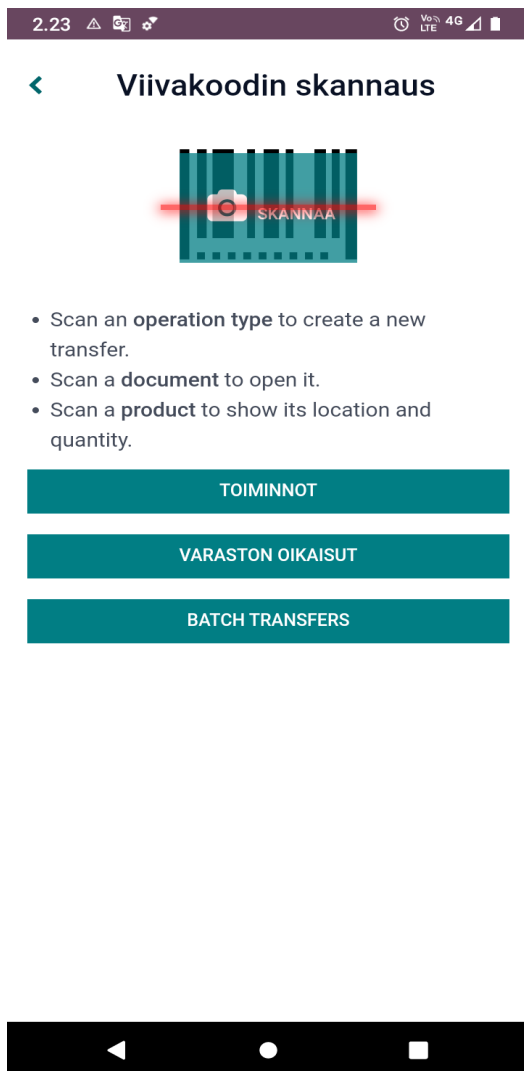 2.23 Vo LTE 4G
Viivakoodin skannaus
SKANNAA
• Scan an operation type to create a new
transfer.
• Scan a document to open it.
• Scan a product to show its location and
quantity.
TOIMINNOT
VARASTON OIKAISUT
BATCH TRANSFERS